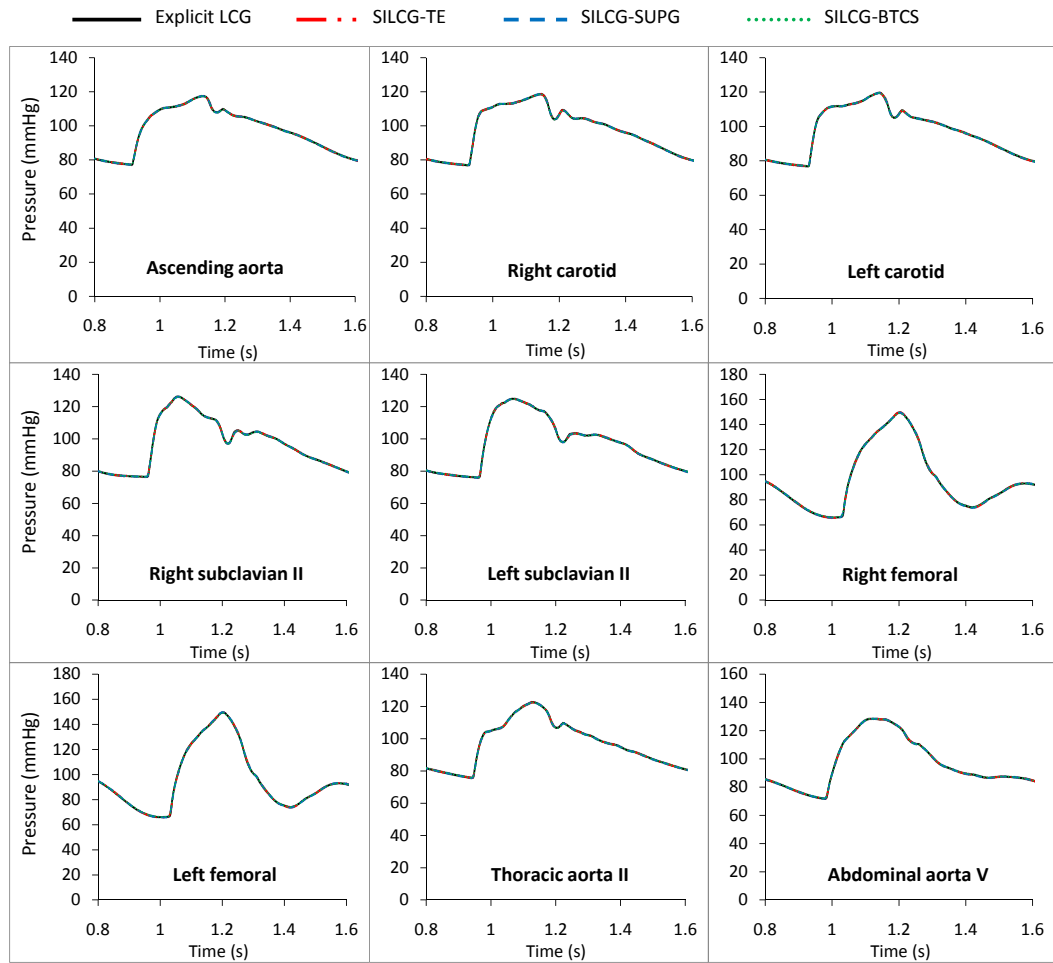 Explicit LCG SILCG-TE SILCG-SUPG SILCG-BTCS
Pressure (mmHg)
140
120
100
80
60
40
20
0
Ascending aorta
0.8 1 1.2 1.4 1.6
Time (s)
140
120
100
80
60
40
20
0
Right carotid
0.8 1 1.2 1.4 1.6
Time (s)
140
120
100
80
60
40
20
0
Left carotid
0.8 1 1.2 1.4 1.6
Time (s)
Pressure (mmHg)
140
120
100
80
60
40
20
0
Right subclavian II
0.8 1 1.2 1.4 1.6
Time (s)
140
120
100
80
60
40
20
0
Left subclavian II
0.8 1 1.2 1.4 1.6
Time (s)
180
160
140
120
100
80
60
40
20
0
Right femoral
0.8 1 1.2 1.4 1.6
Time (s)
Pressure (mmHg)
180
160
140
120
100
80
60
40
20
0
Left femoral
0.8 1 1.2 1.4 1.6
Time (s)
140
120
100
80
60
40
20
0
Thoracic aorta II
0.8 1 1.2 1.4 1.6
Time (s)
160
140
120
100
80
60
40
20
0
Abdominal aorta V
0.8 1 1.2 1.4 1.6
Time (s)